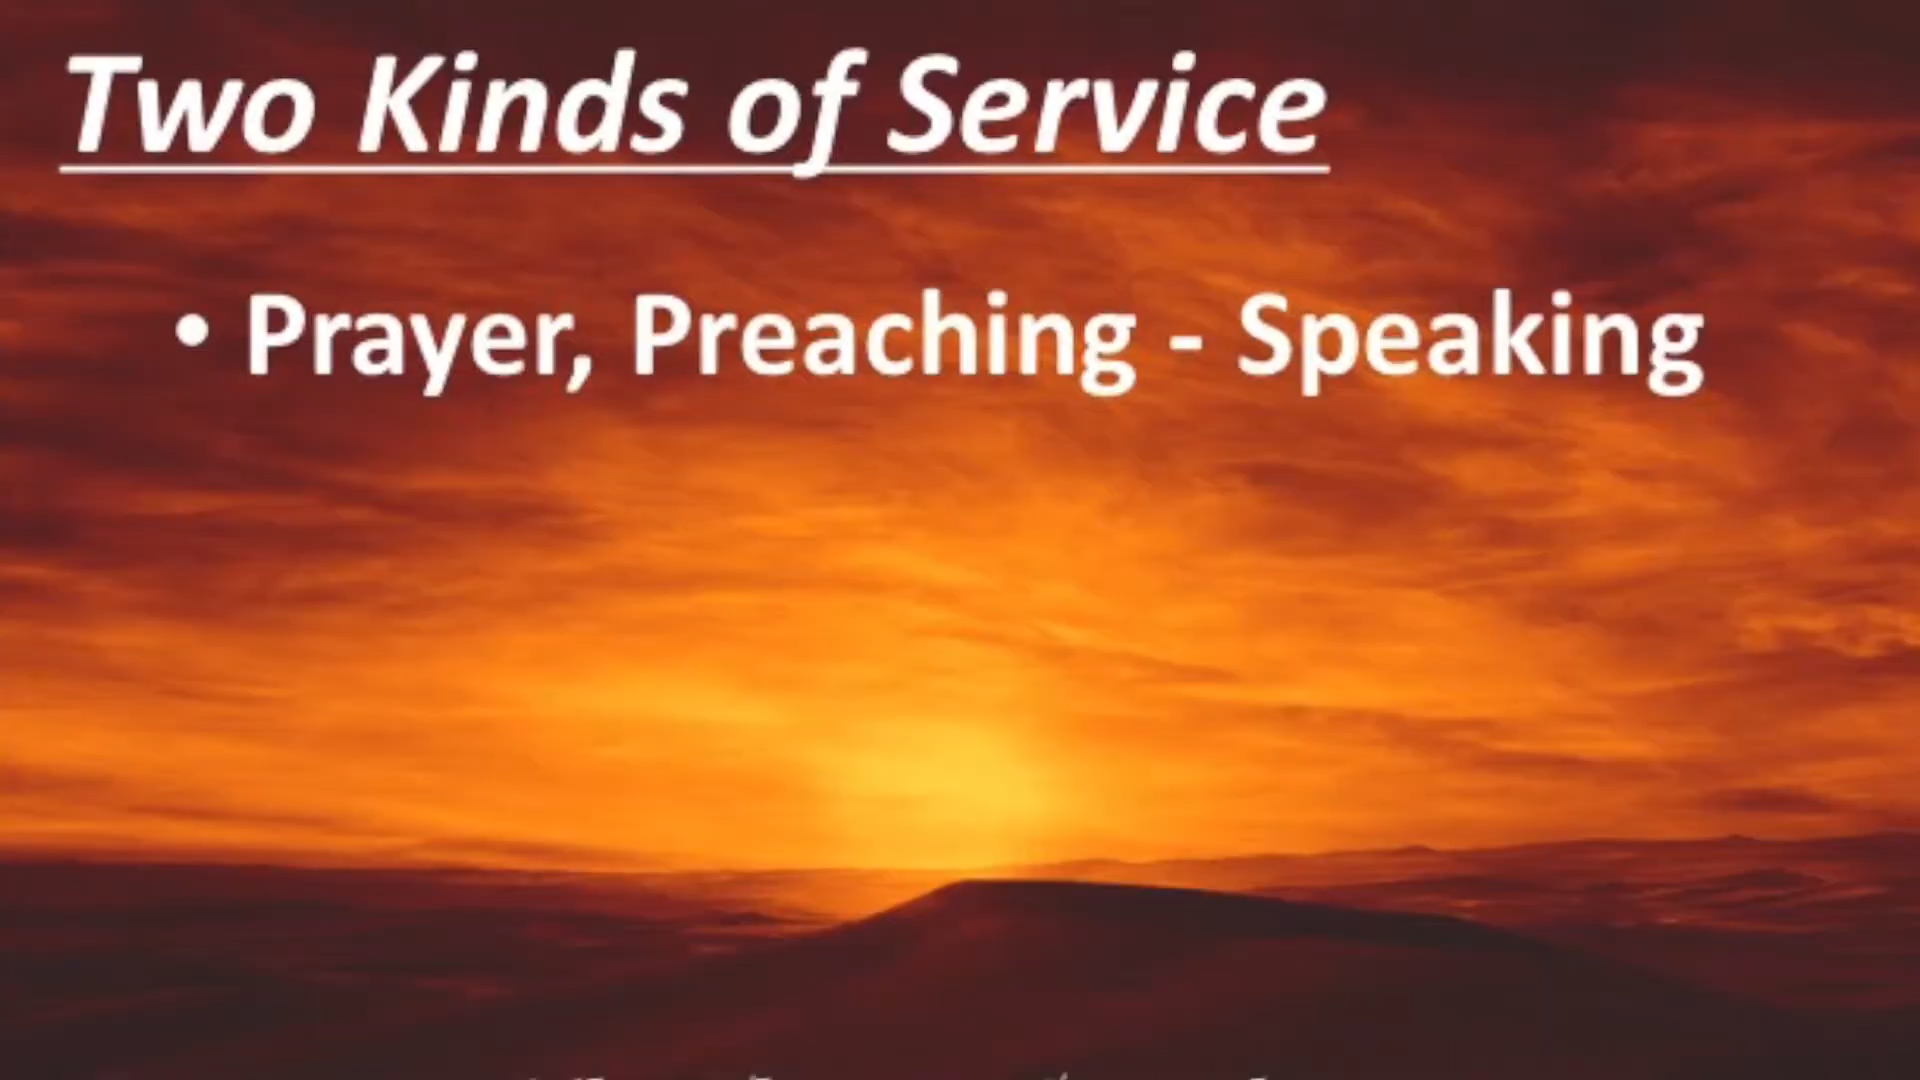 Two Kinds of Service
• Prayer, Preaching - Speaking